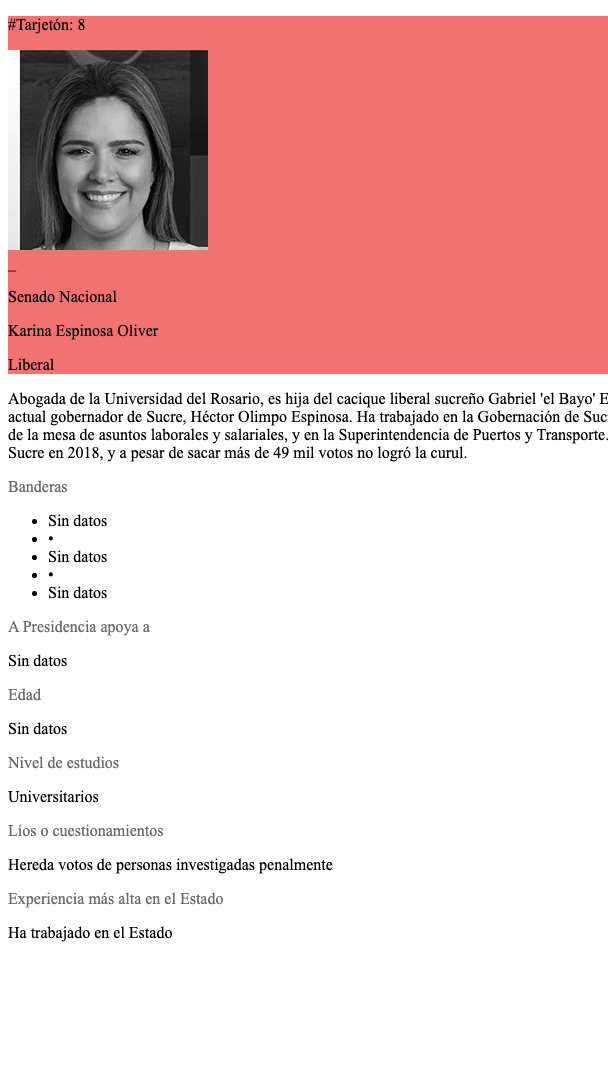 #Tarjetón: 8
_
Senado Nacional
Karina Espinosa Oliver
Liberal
Abogada de la Universidad del Rosario, es hija del cacique liberal sucreño Gabriel 'el Bayo' E
actual gobernador de Sucre, Héctor Olimpo Espinosa. Ha trabajado en la Gobernación de Suc
de la mesa de asuntos laborales y salariales, y en la Superintendencia de Puertos y Transporte.
Sucre en 2018, y a pesar de sacar más de 49 mil votos no logró la curul.
Banderas
• Sin datos
• •
• Sin datos
• •
• Sin datos
A Presidencia apoya a
Sin datos
Edad
Sin datos
Nivel de estudios
Universitarios
Líos o cuestionamientos
Hereda votos de personas investigadas penalmente
Experiencia más alta en el Estado
Ha trabajado en el Estado